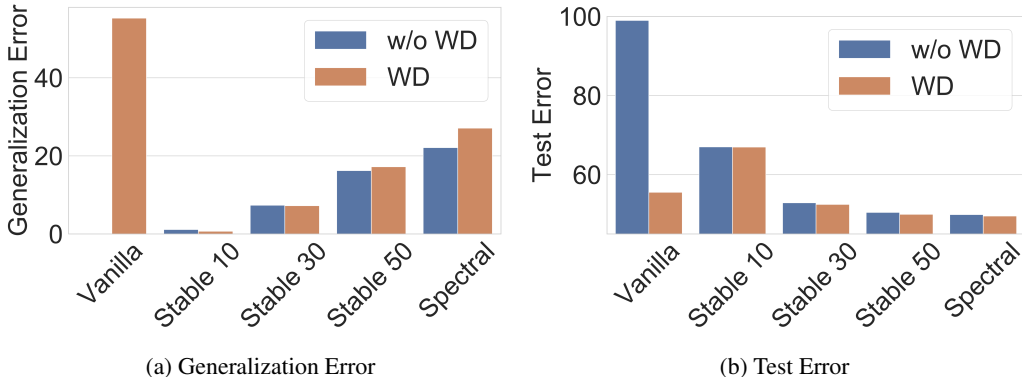 Generalization Error
40
20
0
w/o WD
WD
Vanilla
Stable 10
Stable 30
Stable 50
Spectral
(a) Generalization Error
Test Error
100
80
60
w/o WD
WD
Vanilla
Stable 10
Stable 30
Stable 50
Spectral
(b) Test Error